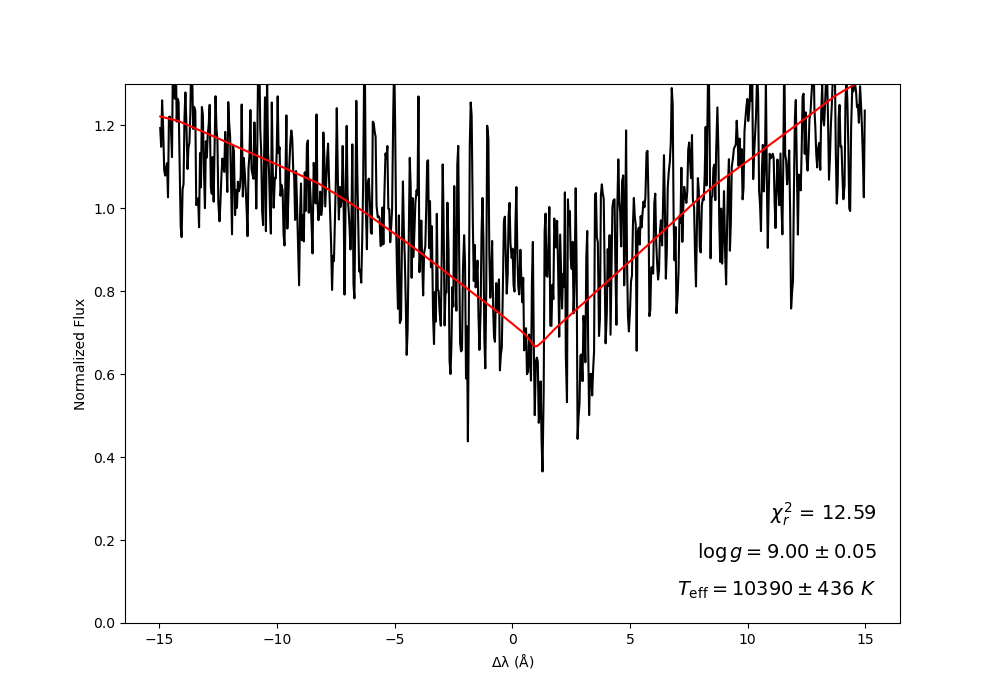 1.2
1.0
0.8
0.6
0.4
0.2
0.0
Normalized Flux
χ²ᵣ = 12.59
log g = 9.00 ± 0.05
T_eff = 10390 ± 436 K
−15 −10 −5 0 5 10 15
Δλ (Å)